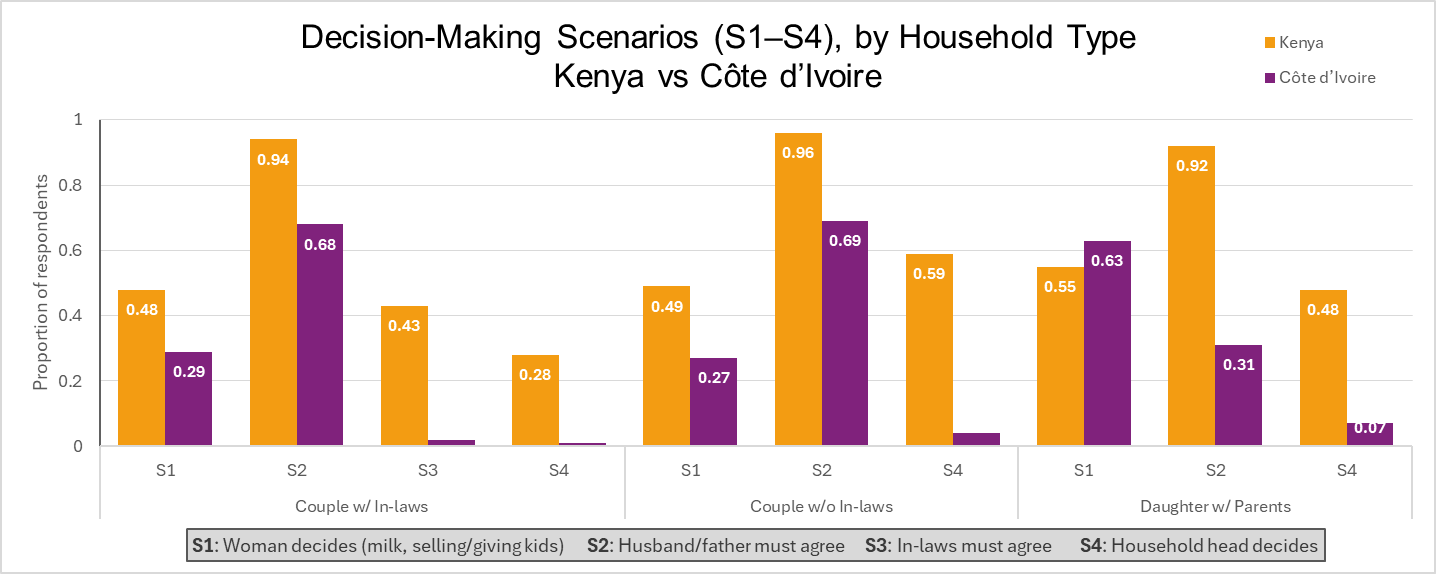 Decision-Making Scenarios (S1–S4), by Household Type
Kenya vs Côte d’Ivoire
Kenya
Côte d’Ivoire
Proportion of respondents
1
0.8
0.6
0.4
0.2
0
0.48
0.29
0.94
0.68
0.43
0.28
0.49
0.27
0.96
0.69
0.59
0.55
0.63
0.92
0.31
0.48
0.07
S1 S2 S3 S4 S1 S2 S4 S1 S2 S4
Couple w/ In-laws Couple w/o In-laws Daughter w/ Parents
S1: Woman decides (milk, selling/giving kids) S2: Husband/father must agree S3: In-laws must agree S4: Household head decides